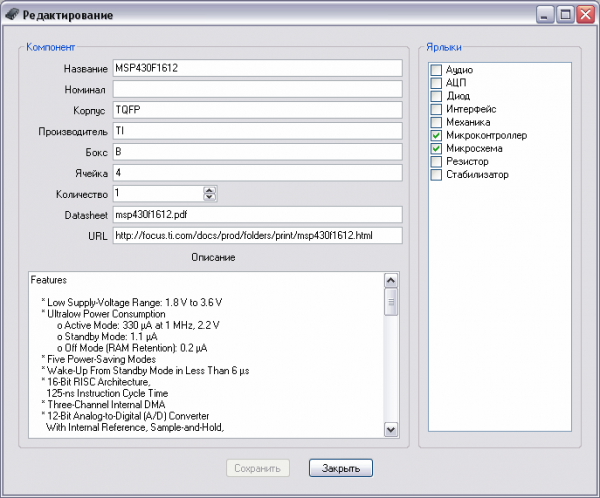 Редактирование
Компонент
Название MSP430F1612
Номинал
Корпус TQFP
Производитель TI
Бокс B
Ячейка 4
Количество 1
Datasheet msp430f1612.pdf
URL http://focus.ti.com/docs/prod/folders/print/msp430f1612.html
Описание
Features
* Low Supply-Voltage Range: 1.8 V to 3.6 V
* Ultralow Power Consumption
o Active Mode: 330 µA at 1 MHz, 2.2 V
o Standby Mode: 1.1 µA
o Off Mode (RAM Retention): 0.2 µA
* Five Power-Saving Modes
* Wake-Up From Standby Mode in Less Than 6 µs
* 16-Bit RISC Architecture,
125-ns Instruction Cycle Time
* Three-Channel Internal DMA
* 12-Bit Analog-to-Digital (A/D) Converter
With Internal Reference, Sample-and-Hold,
Ярлыки
Аудио
АЦП
Диод
Интерфейс
Механика
Микроконтроллер
Микросхема
Резистор
Стабилизатор
Сохранить
Закрыть